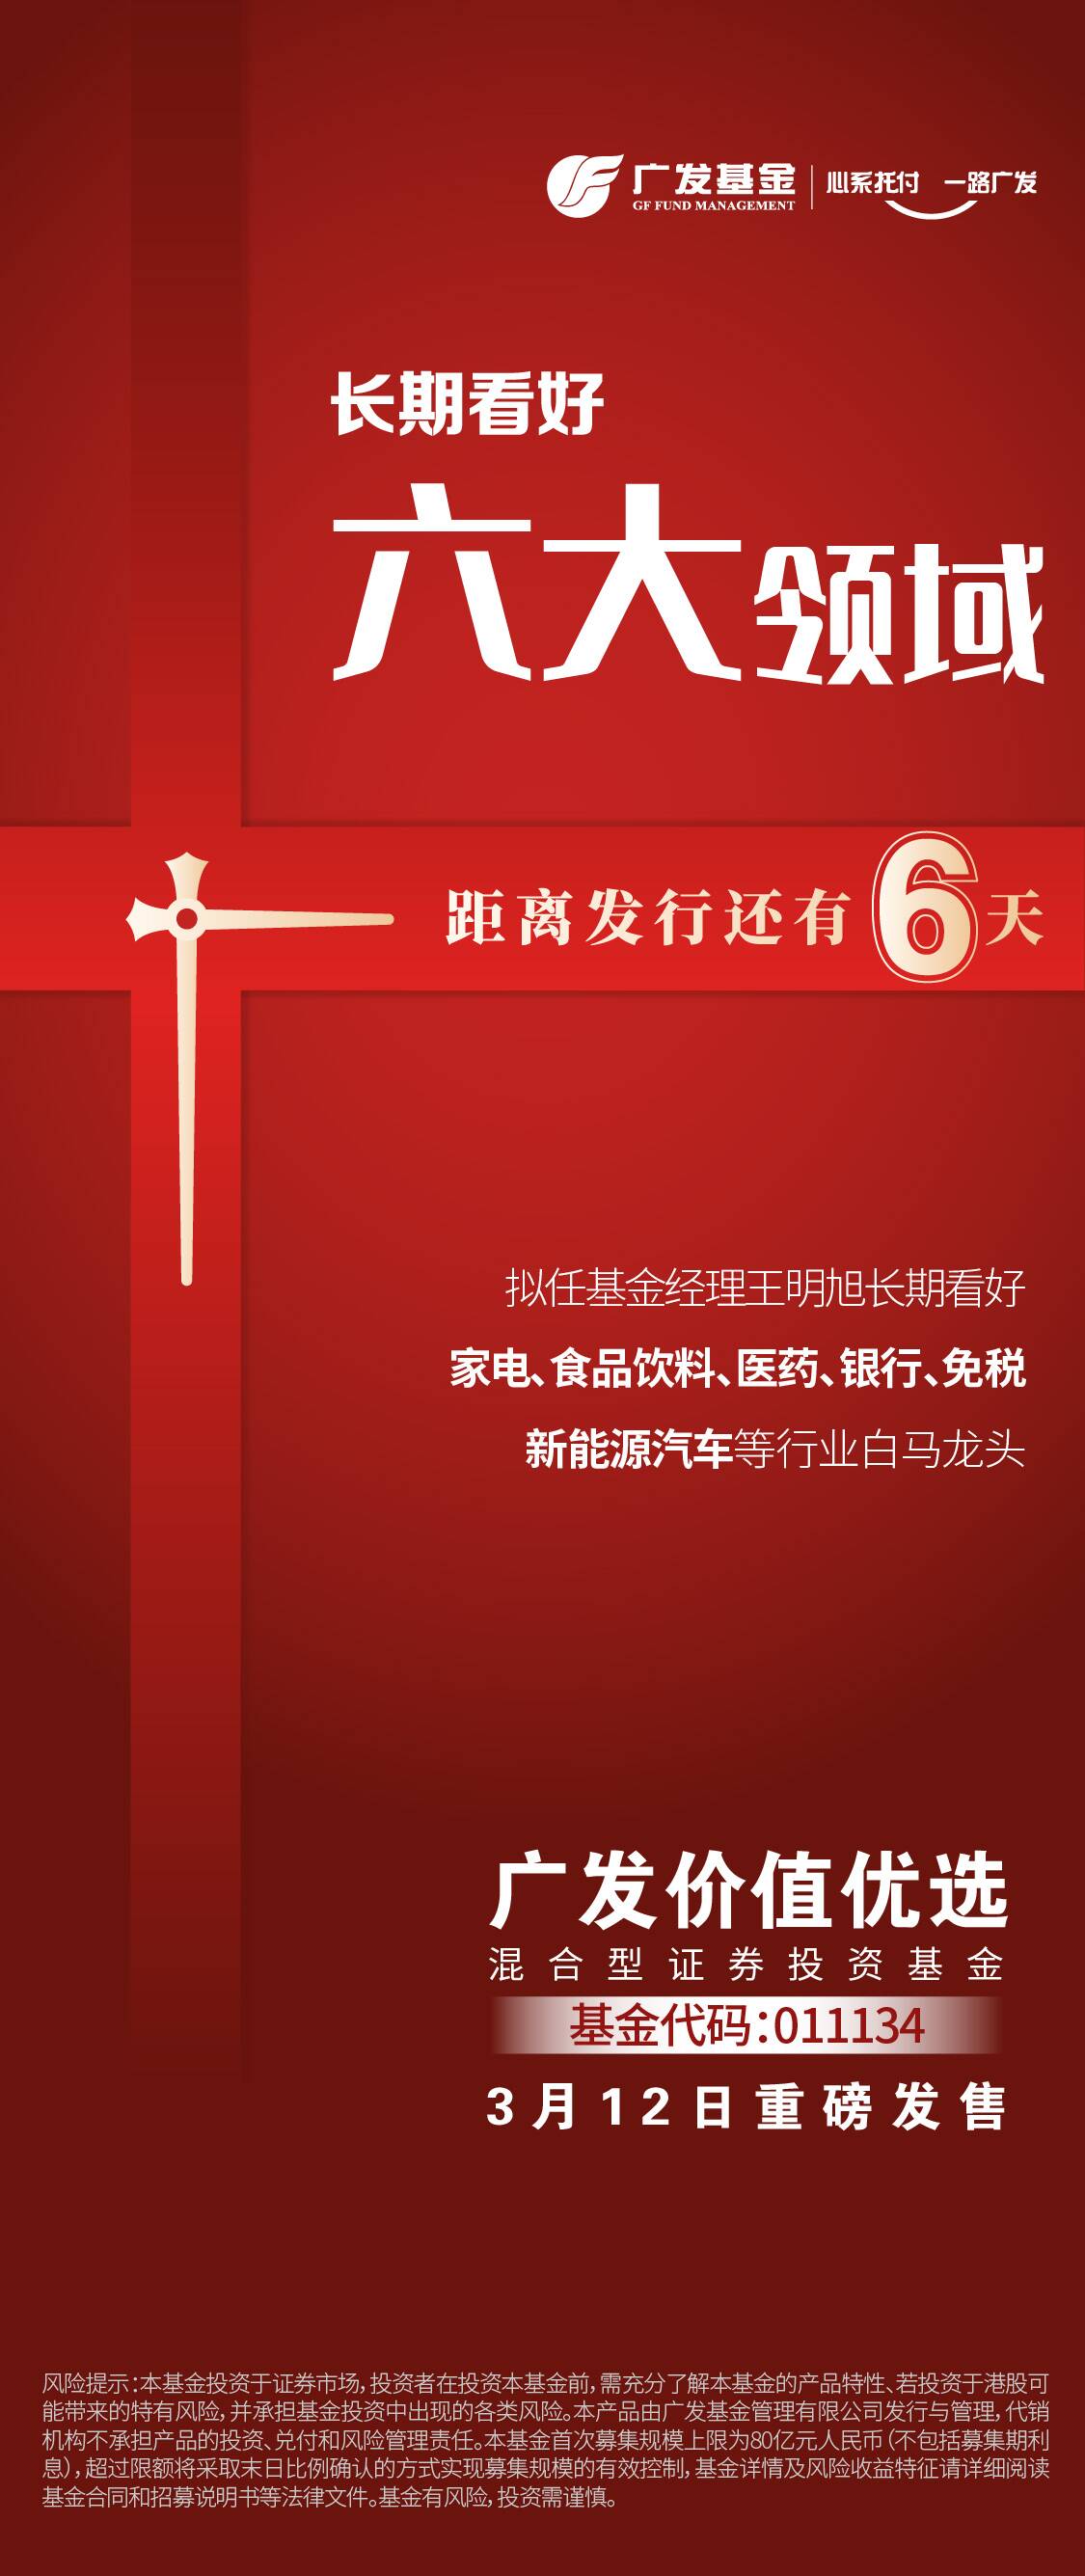 广发基金 心系托付 一路广发
GF FUND MANAGEMENT
长期看好
六大领域
距离发行还有6天
拟任基金经理王明旭长期看好
家电、食品饮料、医药、银行、免税
新能源汽车等行业白马龙头
广发价值优选
混合型证券投资基金
基金代码：011134
3月12日重磅发售
风险提示：本基金投资于证券市场，投资者在投资本基金前，需充分了解本基金的产品特性、若投资于港股可
能带来的特有风险，并承担基金投资中出现的各类风险。本产品由广发基金管理有限公司发行与管理，代销
机构不承担产品的投资、兑付和风险管理责任。本基金首次募集规模上限为80亿元人民币（不包括募集期利
息），超过限额将采取末日比例确认的方式实现募集规模的有效控制，基金详情及风险收益特征请详细阅读
基金合同和招募说明书等法律文件。基金有风险，投资需谨慎。